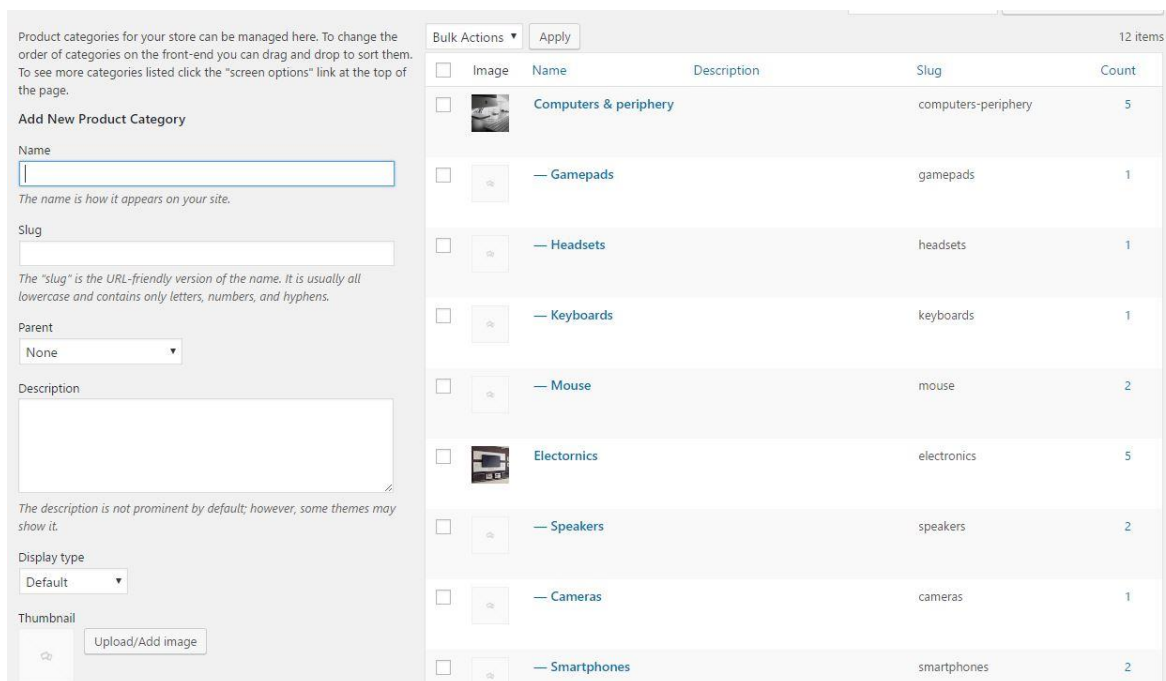 Product categories for your store can be managed here. To change the
order of categories on the front-end you can drag and drop to sort them.
To see more categories listed click the "screen options" link at the top of
the page.
Add New Product Category
Name
The name is how it appears on your site.
Slug
The "slug" is the URL-friendly version of the name. It is usually all
lowercase and contains only letters, numbers, and hyphens.
Parent
None
Description
The description is not prominent by default; however, some themes may
show it.
Display type
Default
Thumbnail
Upload/Add image
Bulk Actions Apply 12 items
Image Name Description Slug Count
Computers & periphery computers-periphery 5
— Gamepads gamepads 1
— Headsets headsets 1
— Keyboards keyboards 1
— Mouse mouse 2
Electornics electronics 5
— Speakers speakers 2
— Cameras cameras 1
— Smartphones smartphones 2